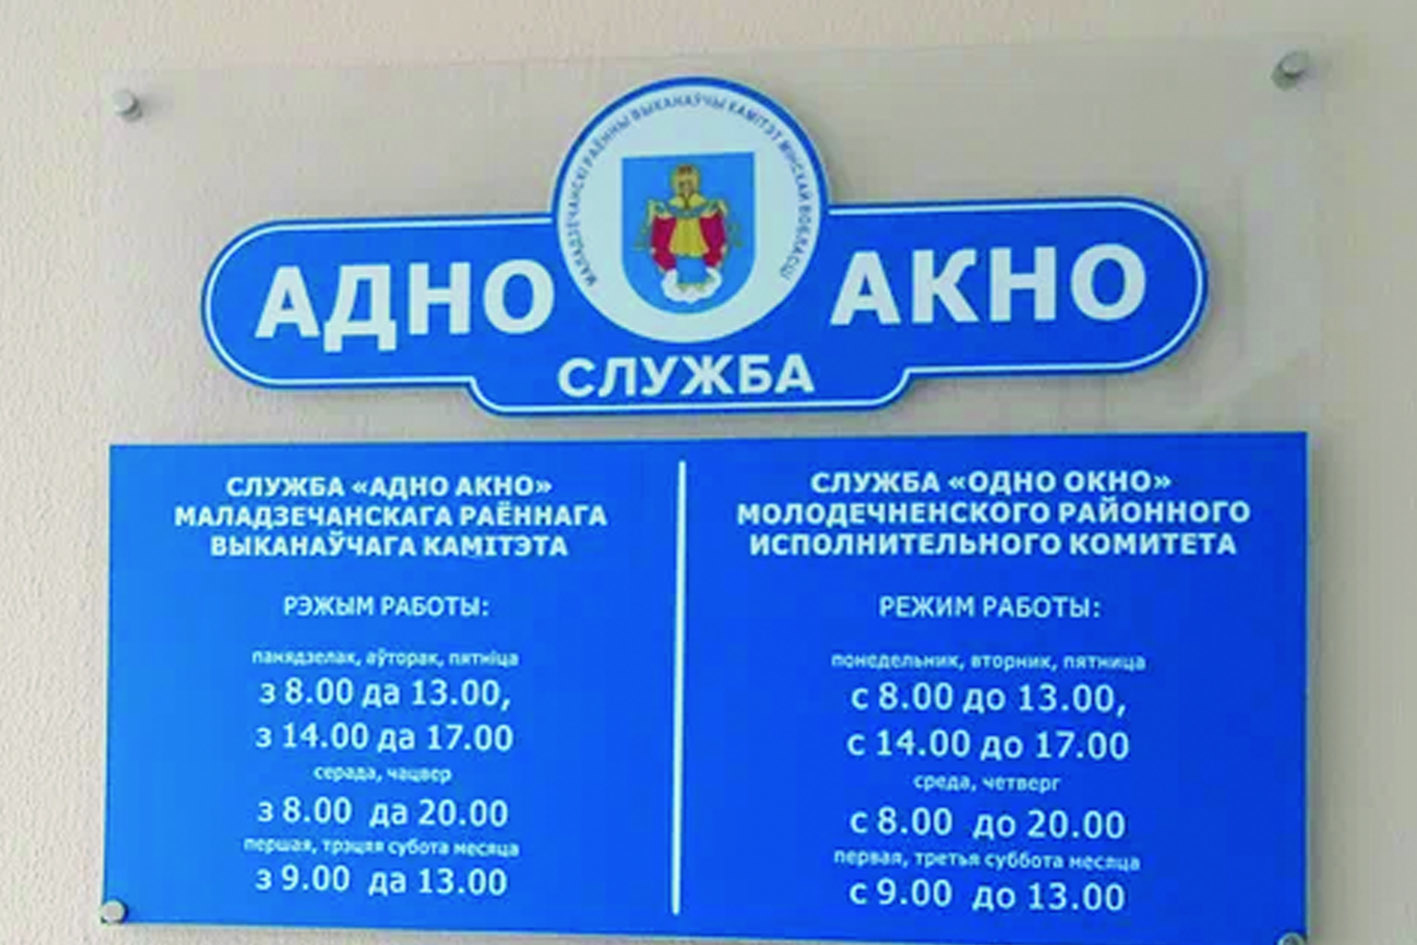 МАЛАДЗЕЧАНСКІ РАЁННЫ ВЫКАНАЎЧЫ КАМІТЭТ МІНСКАЙ ВОБЛАСЦІ
АДНО АКНО
СЛУЖБА
СЛУЖБА «АДНО АКНО»
МАЛАДЗЕЧАНСКАГА РАЁННАГА
ВЫКАНАЎЧАГА КАМІТЭТА
РЭЖЫМ РАБОТЫ:
панядзелак, аўторак, пятніца
з 8.00 да 13.00,
з 14.00 да 17.00
серада, чацвер
з 8.00 да 20.00
першая, трэцяя субота месяца
з 9.00 да 13.00
СЛУЖБА «ОДНО ОКНО»
МОЛОДЕЧНЕНСКОГО РАЙОННОГО
ИСПОЛНИТЕЛЬНОГО КОМИТЕТА
РЕЖИМ РАБОТЫ:
понедельник, вторник, пятница
с 8.00 до 13.00,
с 14.00 до 17.00
среда, четверг
с 8.00 до 20.00
первая, третья суббота месяца
с 9.00 до 13.00